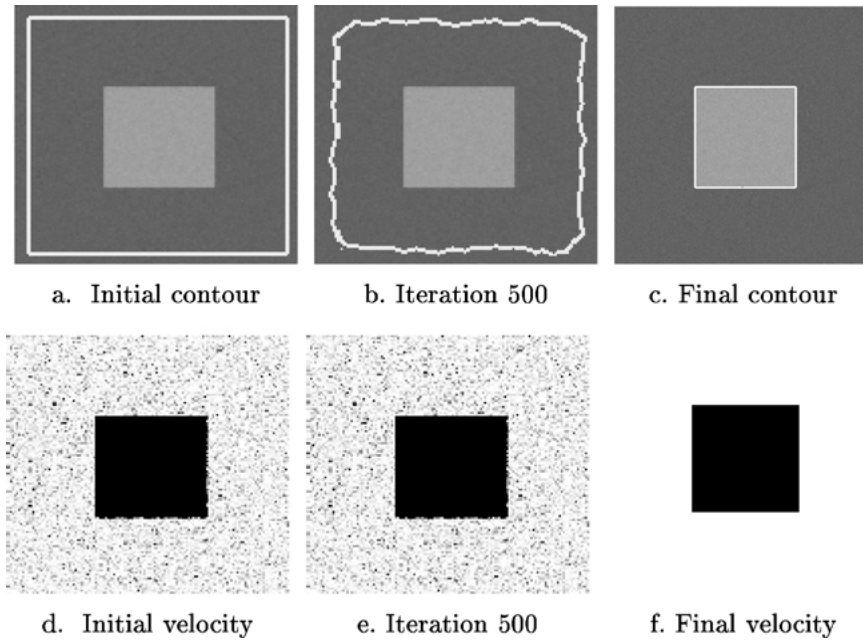 a. Initial contour
b. Iteration 500
c. Final contour
d. Initial velocity
e. Iteration 500
f. Final velocity